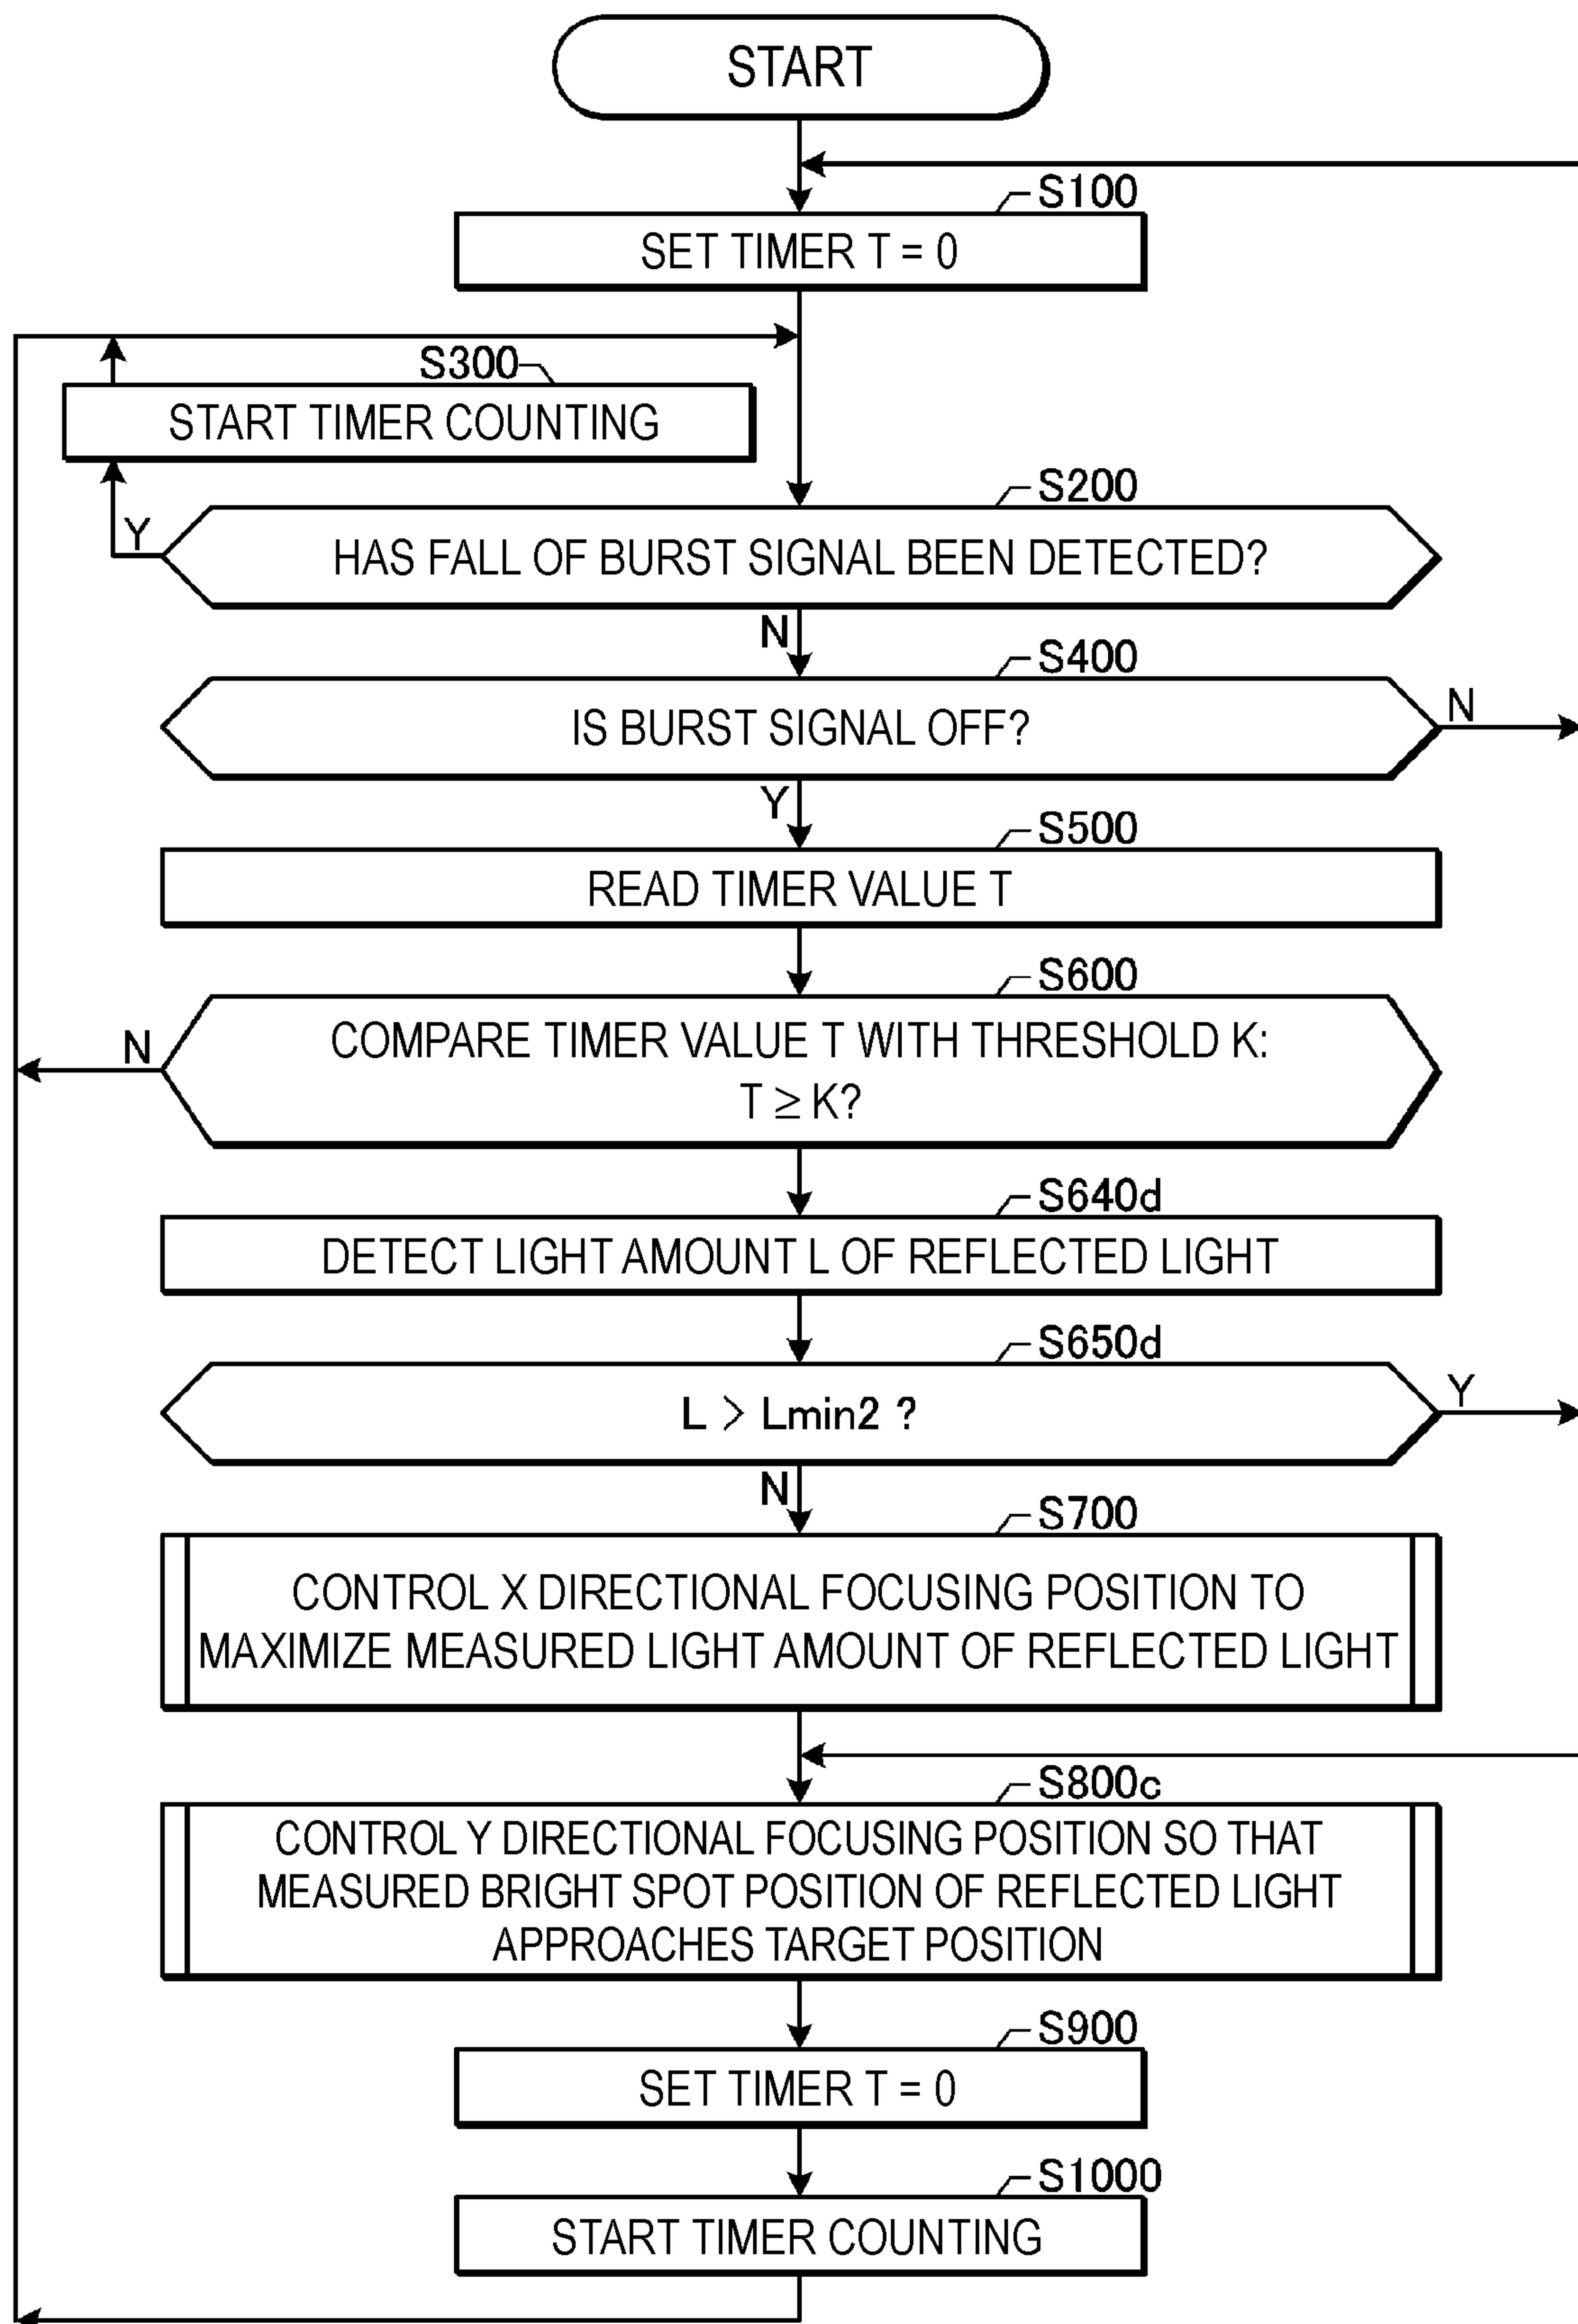 START
S100
SET TIMER T = 0
S300
START TIMER COUNTING
S200
Y
HAS FALL OF BURST SIGNAL BEEN DETECTED?
N
S400
IS BURST SIGNAL OFF?
N
Y
S500
READ TIMER VALUE T
S600
N
COMPARE TIMER VALUE T WITH THRESHOLD K:
T ≥ K?
S640d
DETECT LIGHT AMOUNT L OF REFLECTED LIGHT
S650d
L > Lmin2 ?
Y
N
S700
CONTROL X DIRECTIONAL FOCUSING POSITION TO
MAXIMIZE MEASURED LIGHT AMOUNT OF REFLECTED LIGHT
S800c
CONTROL Y DIRECTIONAL FOCUSING POSITION SO THAT
MEASURED BRIGHT SPOT POSITION OF REFLECTED LIGHT
APPROACHES TARGET POSITION
S900
SET TIMER T = 0
S1000
START TIMER COUNTING